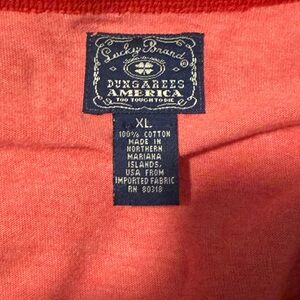 Lucky Brand
DUNGAREES
AMERICA
TOO TOUGH TO DIE
XL
100% COTTON
MADE IN
NORTHERN
MARIANA
ISLANDS,
USA FROM
IMPORTED FABRIC
RN 80318